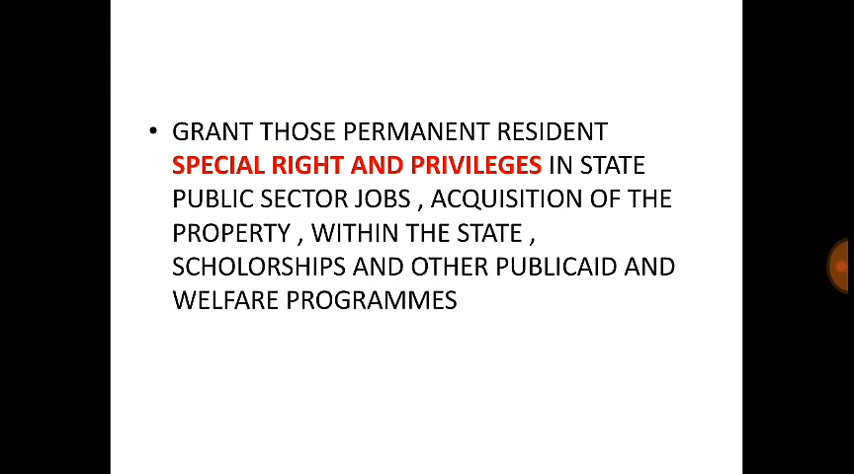 • GRANT THOSE PERMANENT RESIDENT
SPECIAL RIGHT AND PRIVILEGES IN STATE
PUBLIC SECTOR JOBS , ACQUISITION OF THE
PROPERTY , WITHIN THE STATE ,
SCHOLORSHIPS AND OTHER PUBLICAID AND
WELFARE PROGRAMMES